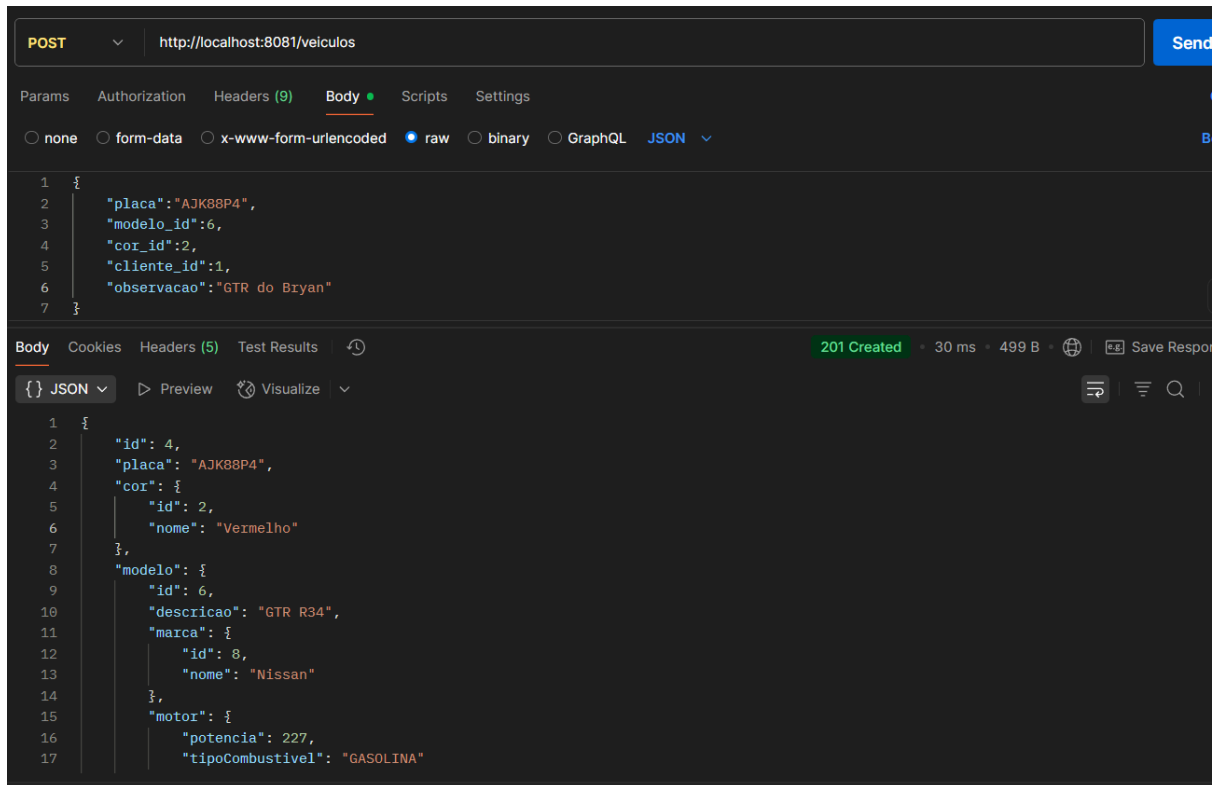 POST http://localhost:8081/veiculos Send
Params Authorization Headers (9) Body Scripts Settings
none form-data x-www-form-urlencoded raw binary GraphQL JSON B
1 {
2 "placa":"AJK88P4",
3 "modelo_id":6,
4 "cor_id":2,
5 "cliente_id":1,
6 "observacao":"GTR do Bryan"
7 }
Body Cookies Headers (5) Test Results 201 Created • 30 ms • 499 B • e.g. Save Respon
{} JSON Preview Visualize
1 {
2 "id": 4,
3 "placa": "AJK88P4",
4 "cor": {
5 "id": 2,
6 "nome": "Vermelho"
7 },
8 "modelo": {
9 "id": 6,
10 "descricao": "GTR R34",
11 "marca": {
12 "id": 8,
13 "nome": "Nissan"
14 },
15 "motor": {
16 "potencia": 227,
17 "tipoCombustivel": "GASOLINA"